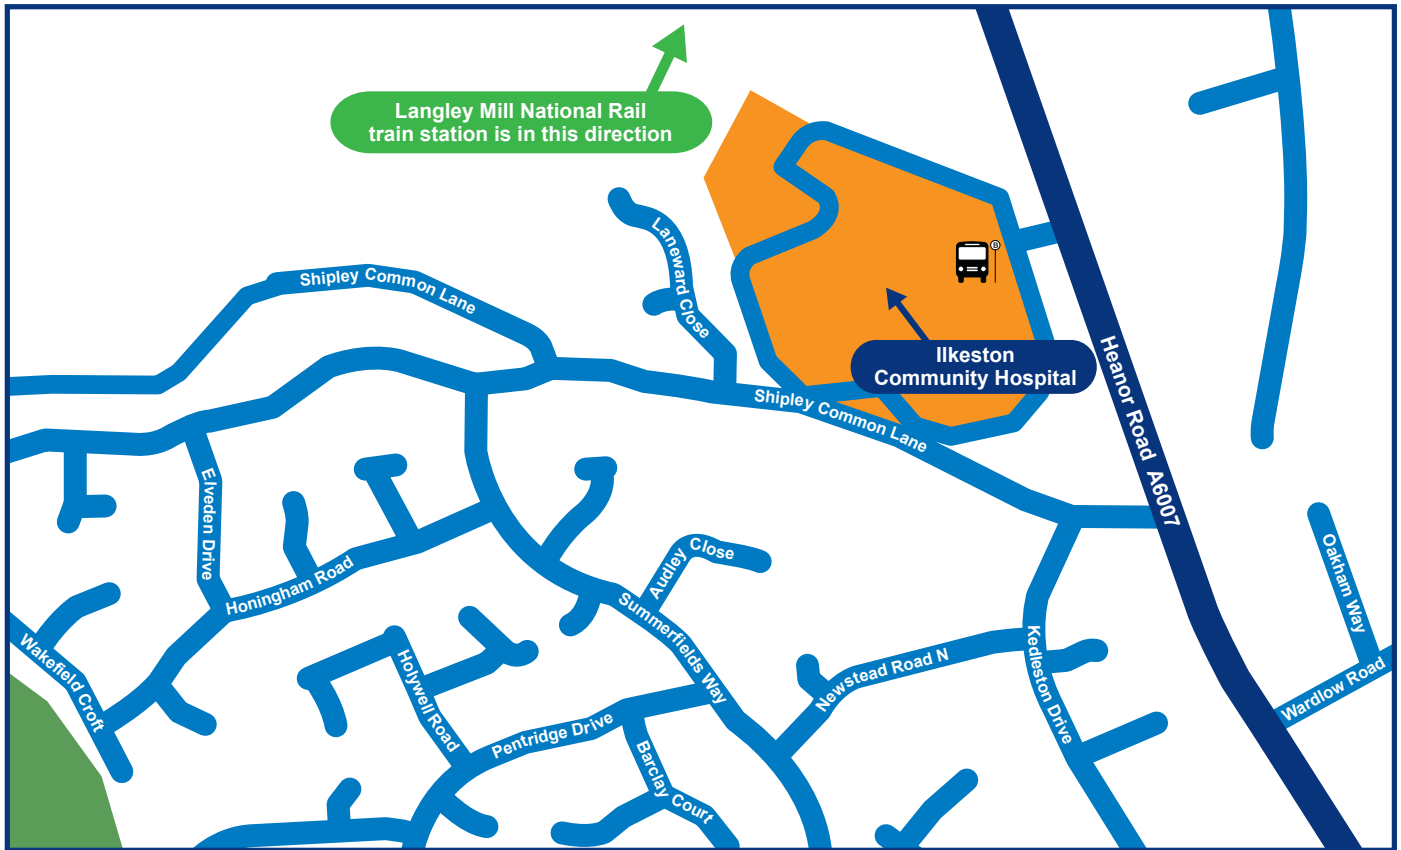 Langley Mill National Rail
train station is in this direction
B
Laneward Close
Shipley Common Lane
Ilkeston
Community Hospital
Heanor Road A6007
Shipley Common Lane
Elveden Drive
Honingham Road
Audley Close
Oakham Way
Summerfields Way
Wakefield Croft
Holywell Road
Newstead Road N
Kedleston Drive
Wardlow Road
Pentridge Drive
Barclay Court